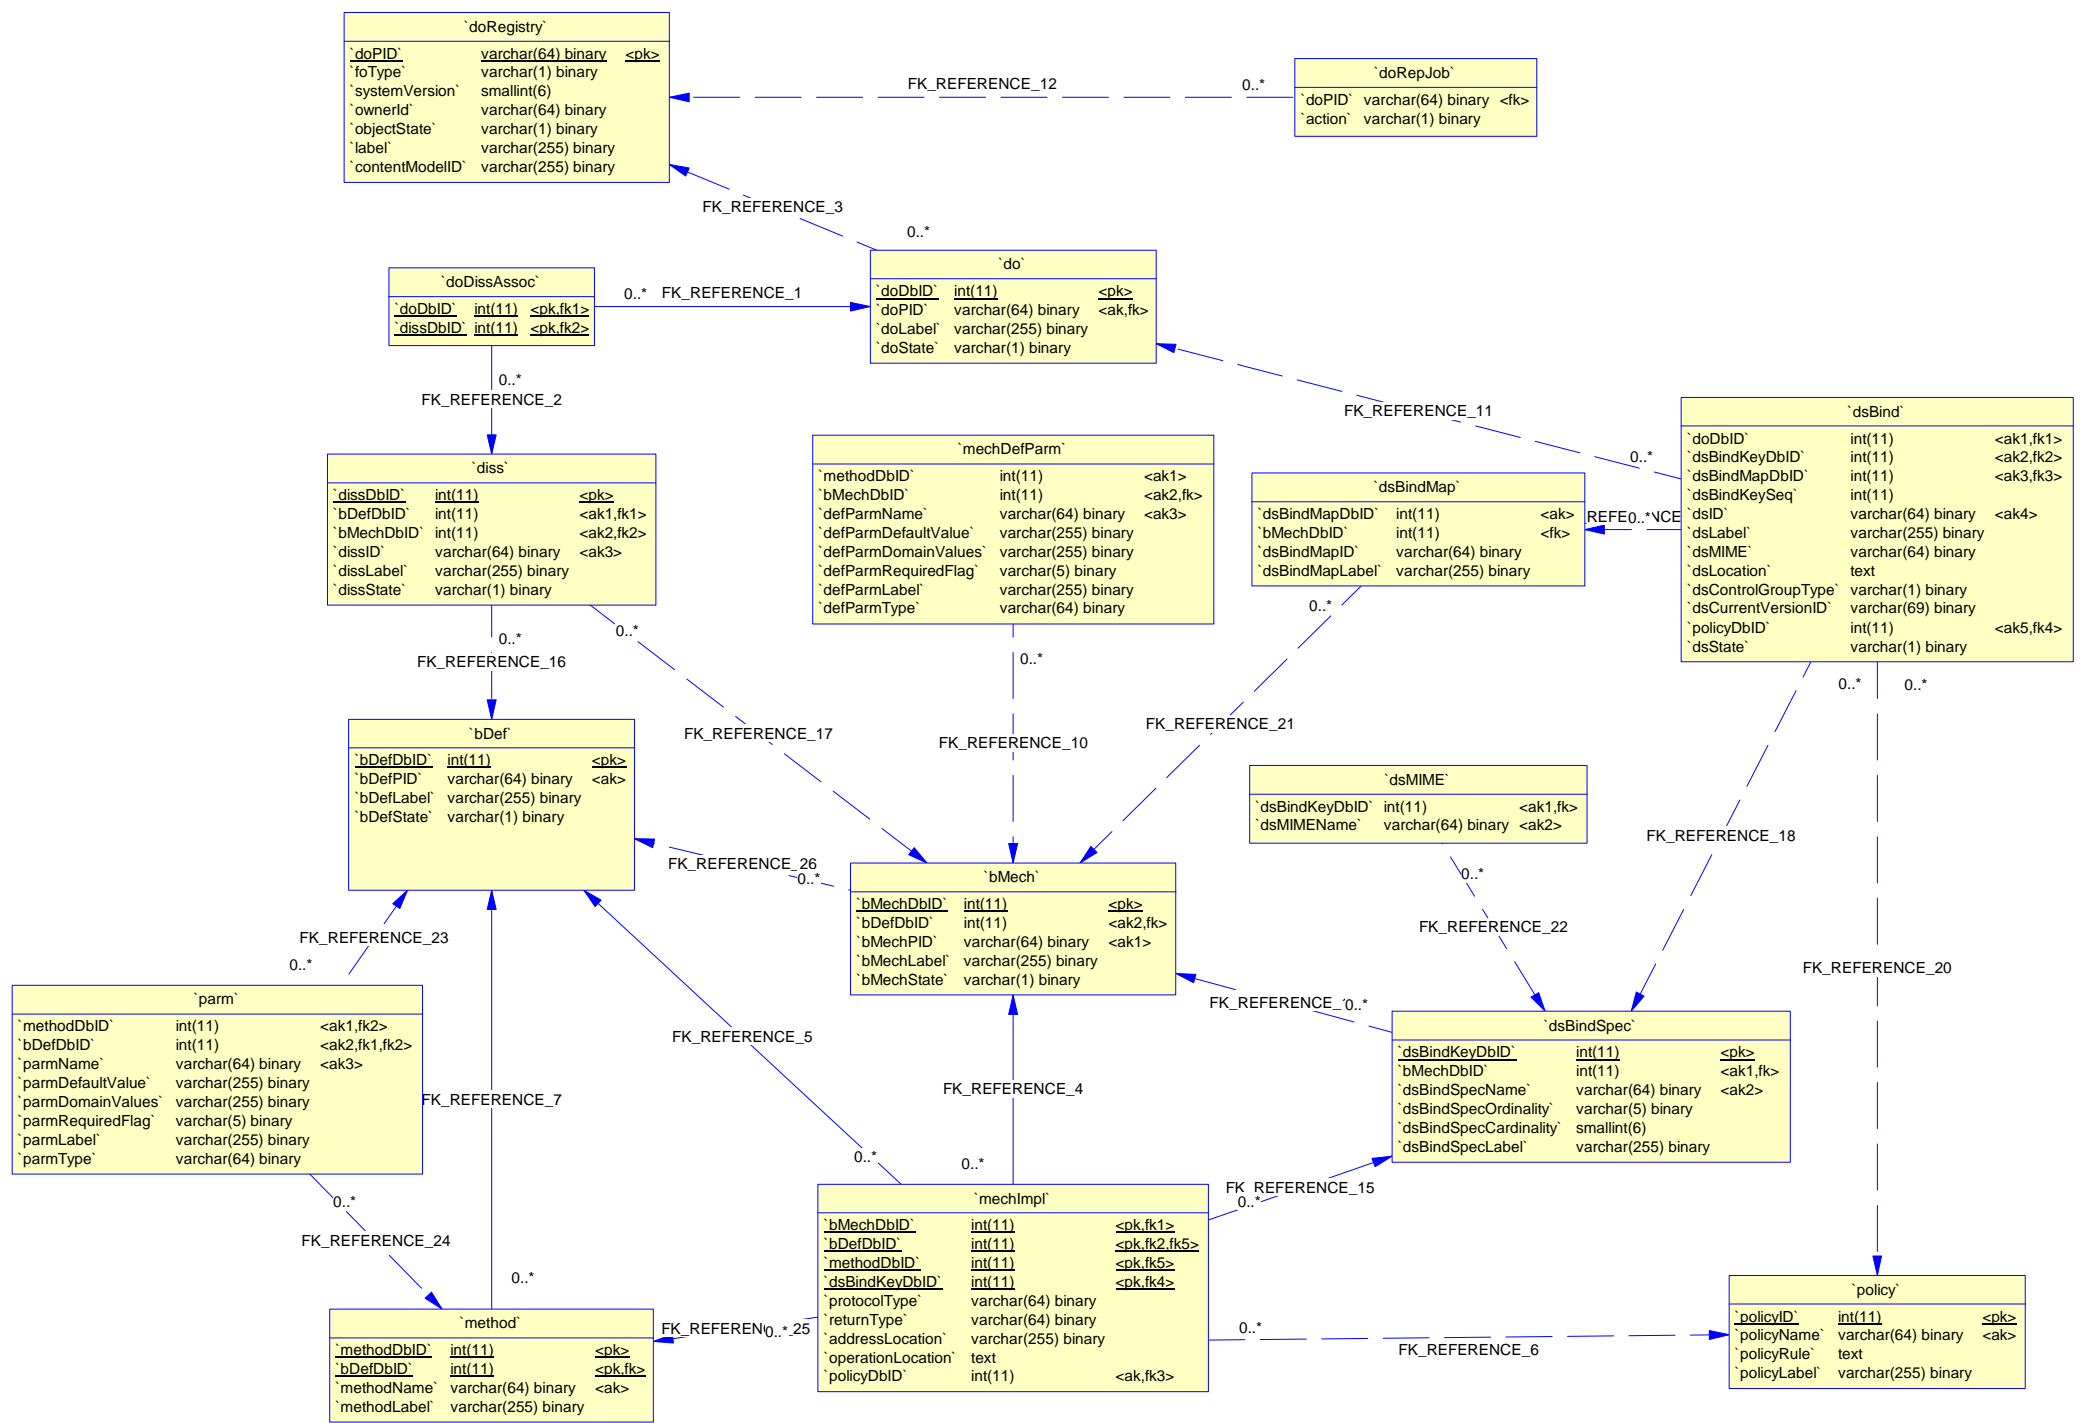 `doRegistry`
`doPID` varchar(64) binary <pk>
`foType` varchar(1) binary
`systemVersion` smallint(6)
`ownerId` varchar(64) binary
`objectState` varchar(1) binary
`label` varchar(255) binary
`contentModelID` varchar(255) binary
FK_REFERENCE_12
0..*
`doRepJob`
`doPID` varchar(64) binary <fk>
`action` varchar(1) binary
FK_REFERENCE_3
0..*
`doDissAssoc`
`doDbID` int(11) <pk,fk1>
`dissDbID` int(11) <pk,fk2>
0..*
FK_REFERENCE_1
`do`
`doDbID` int(11) <pk>
`doPID` varchar(64) binary <ak,fk>
`doLabel` varchar(255) binary
`doState` varchar(1) binary
0..*
FK_REFERENCE_2
FK_REFERENCE_11
0..*
`dsBind`
`doDbID` int(11) <ak1,fk1>
`dsBindKeyDbID` int(11) <ak2,fk2>
`dsBindMapDbID` int(11) <ak3,fk3>
`dsBindKeySeq` int(11)
`dsID` varchar(64) binary <ak4>
`dsLabel` varchar(255) binary
`dsMIME` varchar(64) binary
`dsLocation` text
`dsControlGroupType` varchar(1) binary
`dsCurrentVersionID` varchar(69) binary
`policyDbID` int(11) <ak5,fk4>
`dsState` varchar(1) binary
`diss`
`dissDbID` int(11) <pk>
`bDefDbID` int(11) <ak1,fk1>
`bMechDbID` int(11) <ak2,fk2>
`dissID` varchar(64) binary <ak3>
`dissLabel` varchar(255) binary
`dissState` varchar(1) binary
`mechDefParm`
`methodDbID` int(11) <ak1>
`bMechDbID` int(11) <ak2,fk>
`defParmName` varchar(64) binary <ak3>
`defParmDefaultValue` varchar(255) binary
`defParmDomainValues` varchar(255) binary
`defParmRequiredFlag` varchar(5) binary
`defParmLabel` varchar(255) binary
`defParmType` varchar(64) binary
`dsBindMap`
`dsBindMapDbID` int(11) <ak>
`bMechDbID` int(11) <fk>
`dsBindMapID` varchar(64) binary
`dsBindMapLabel` varchar(255) binary
0..*
0..*
FK_REFERENCE_16
0..*
FK_REFERENCE_17
0..*
FK_REFERENCE_10
0..*
FK_REFERENCE_21
0..*
0..*
`bDef`
`bDefDbID` int(11) <pk>
`bDefPID` varchar(64) binary <ak>
`bDefLabel` varchar(255) binary
`bDefState` varchar(1) binary
`dsMIME`
`dsBindKeyDbID` int(11) <ak1,fk>
`dsMIMEName` varchar(64) binary <ak2>
FK_REFERENCE_18
FK_REFERENCE_26
0..*
0..*
FK_REFERENCE_22
`bMech`
`bMechDbID` int(11) <pk>
`bDefDbID` int(11) <ak2,fk>
`bMechPID` varchar(64) binary <ak1>
`bMechLabel` varchar(255) binary
`bMechState` varchar(1) binary
FK_REFERENCE_23
0..*
FK_REFERENCE_20
FK_REFERENCE_
0..*
`parm`
`methodDbID` int(11) <ak1,fk2>
`bDefDbID` int(11) <ak2,fk1,fk2>
`parmName` varchar(64) binary <ak3>
`parmDefaultValue` varchar(255) binary
`parmDomainValues` varchar(255) binary
`parmRequiredFlag` varchar(5) binary
`parmLabel` varchar(255) binary
`parmType` varchar(64) binary
FK_REFERENCE_5
FK_REFERENCE_4
FK_REFERENCE_7
`dsBindSpec`
`dsBindKeyDbID` int(11) <pk>
`bMechDbID` int(11) <ak1,fk>
`dsBindSpecName` varchar(64) binary <ak2>
`dsBindSpecOrdinality` varchar(5) binary
`dsBindSpecCardinality` smallint(6)
`dsBindSpecLabel` varchar(255) binary
0..*
0..*
0..*
FK_REFERENCE_24
0..*
FK_REFERENCE_15
0..*
`mechImpl`
`bMechDbID` int(11) <pk,fk1>
`bDefDbID` int(11) <pk,fk2,fk5>
`methodDbID` int(11) <pk,fk5>
`dsBindKeyDbID` int(11) <pk,fk4>
`protocolType` varchar(64) binary
`returnType` varchar(64) binary
`addressLocation` varchar(255) binary
`operationLocation` text
`policyDbID` int(11) <ak,fk3>
`method`
`methodDbID` int(11) <pk>
`bDefDbID` int(11) <pk,fk>
`methodName` varchar(64) binary <ak>
`methodLabel` varchar(255) binary
0..*
0..*
FK_REFERENCE_6
`policy`
`policyID` int(11) <pk>
`policyName` varchar(64) binary <ak>
`policyRule` text
`policyLabel` varchar(255) binary